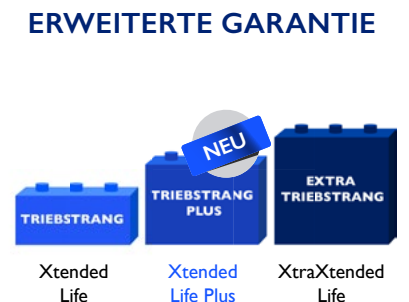 ERWEITERTE GARANTIE
NEU
TRIEBSTRANG
TRIEBSTRANG
PLUS
EXTRA
TRIEBSTRANG
Xtended
Life
Xtended
Life Plus
XtraXtended
Life